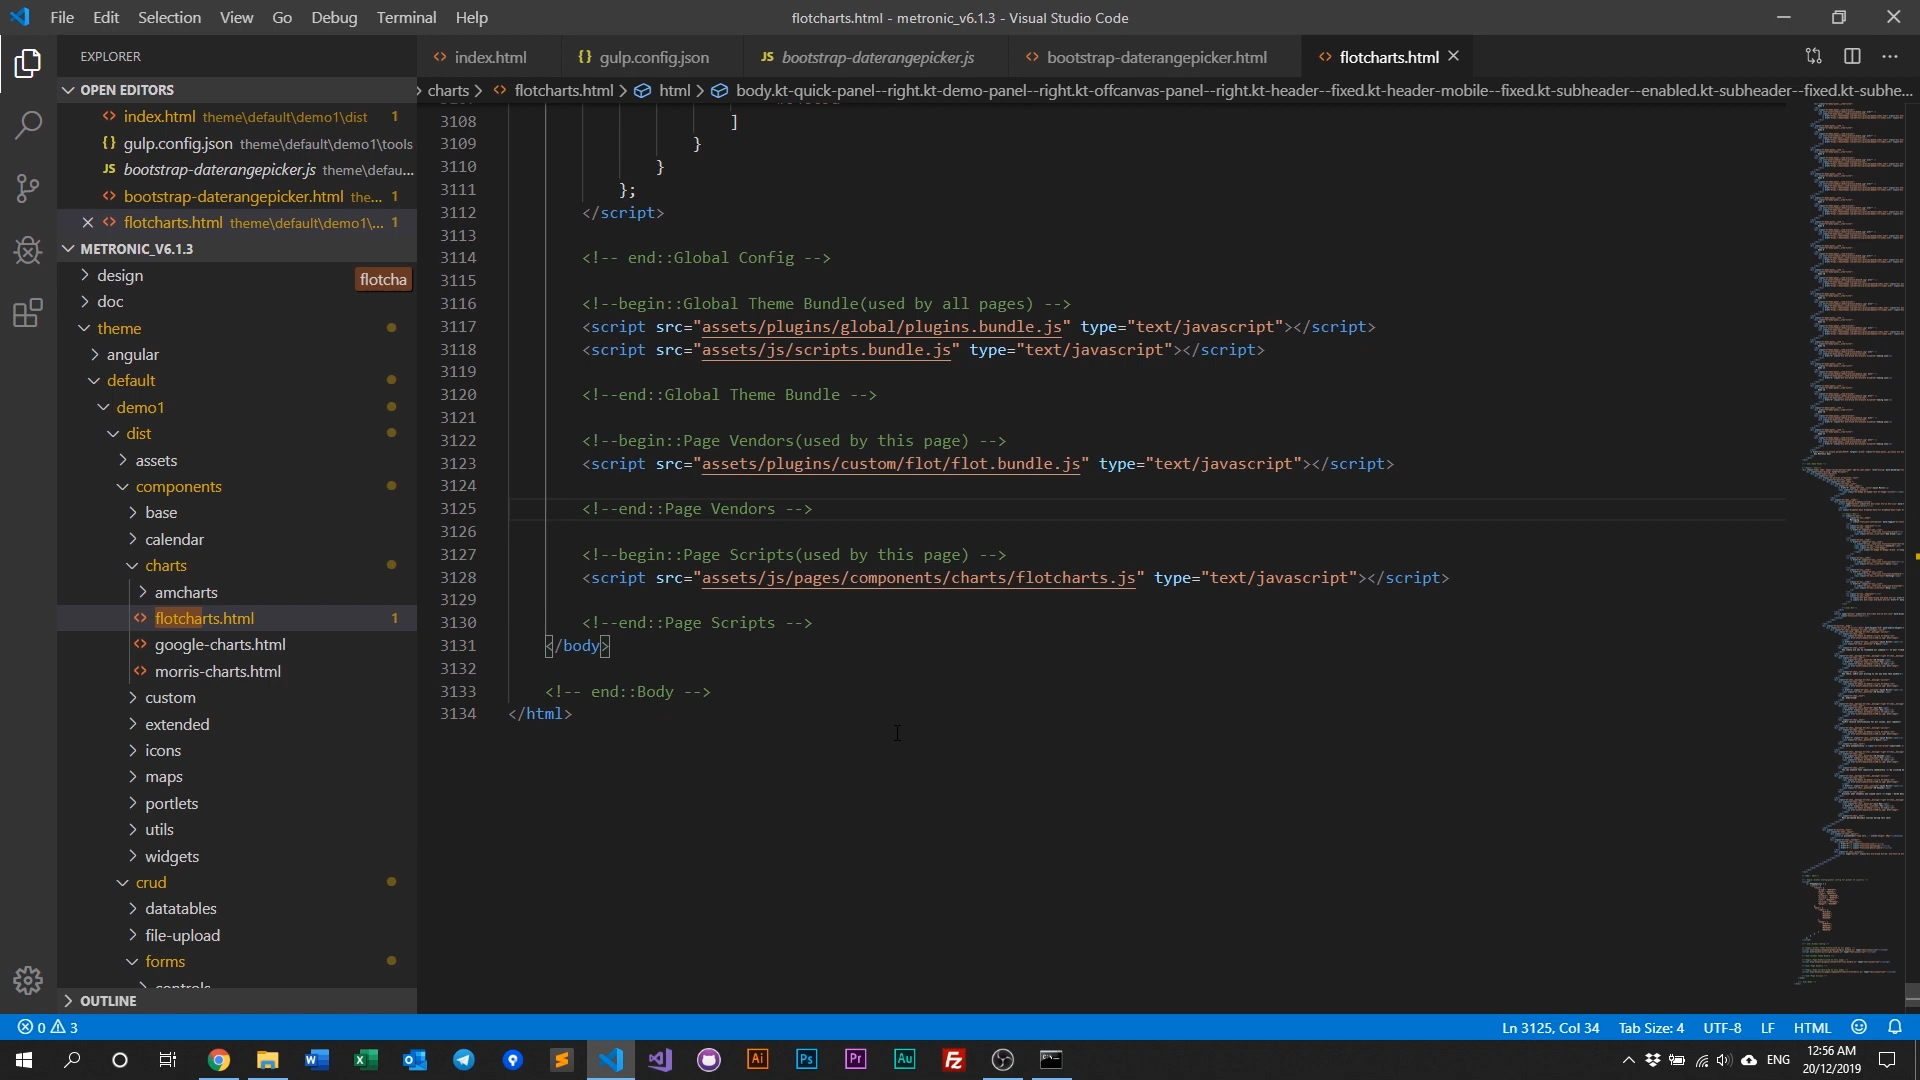 File Edit Selection View Go Debug Terminal Help
flotcharts.html - metronic_v6.1.3 - Visual Studio Code
EXPLORER
OPEN EDITORS
index.html theme\default\demo1\dist 1
gulp.config.json theme\default\demo1\tools
JS bootstrap-daterangepicker.js theme\defau...
bootstrap-daterangepicker.html the... 1
flotcharts.html theme\default\demo1\... 1
METRONIC_V6.1.3
flotcha
design
doc
theme
angular
default
demo1
dist
assets
components
base
calendar
charts
amcharts
flotcharts.html 1
google-charts.html
morris-charts.html
custom
extended
icons
maps
portlets
utils
widgets
crud
datatables
file-upload
forms
controls
OUTLINE
index.html
{} gulp.config.json
JS bootstrap-daterangepicker.js
bootstrap-daterangepicker.html
flotcharts.html
charts > flotcharts.html > html > body.kt-quick-panel--right.kt-demo-panel--right.kt-offcanvas-panel--right.kt-header--fixed.kt-header-mobile--fixed.kt-subheader--enabled.kt-subheader--fixed.kt-subhe...
3108 ]
3109 }
3110 }
3111 };
3112 </script>
3113
3114 <!-- end::Global Config -->
3115
3116 <!--begin::Global Theme Bundle(used by all pages) -->
3117 <script src="assets/plugins/global/plugins.bundle.js" type="text/javascript"></script>
3118 <script src="assets/js/scripts.bundle.js" type="text/javascript"></script>
3119
3120 <!--end::Global Theme Bundle -->
3121
3122 <!--begin::Page Vendors(used by this page) -->
3123 <script src="assets/plugins/custom/flot/flot.bundle.js" type="text/javascript"></script>
3124
3125 <!--end::Page Vendors -->
3126
3127 <!--begin::Page Scripts(used by this page) -->
3128 <script src="assets/js/pages/components/charts/flotcharts.js" type="text/javascript"></script>
3129
3130 <!--end::Page Scripts -->
3131 </body>
3132
3133 <!-- end::Body -->
3134 </html>
0 3
Ln 3125, Col 34 Tab Size: 4 UTF-8 LF HTML
ENG
12:56 AM
20/12/2019